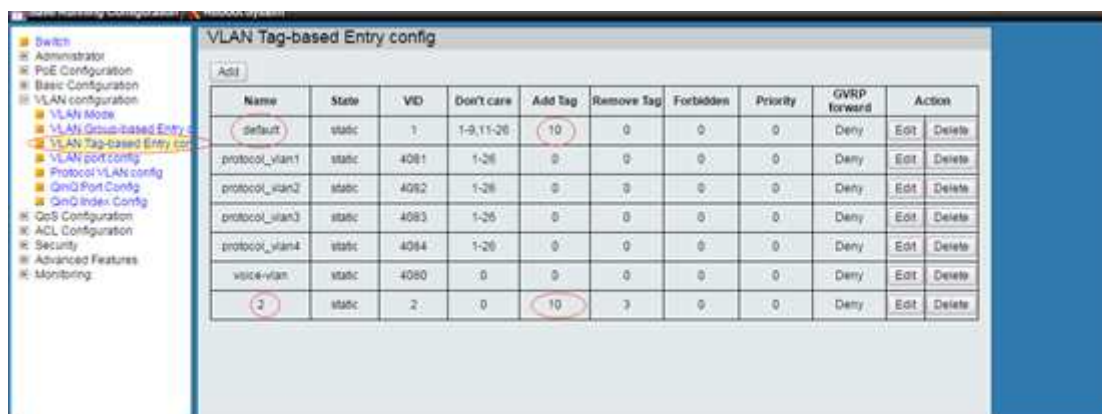 Save Running Configuration Reboot System
Switch
Administrator
PoE Configuration
Basic Configuration
VLAN configuration
VLAN Mode
VLAN Group-based Entry c
VLAN Tag-based Entry con
VLAN port config
Protocol VLAN config
QinQ Port Config
QinQ Index Config
QoS Configuration
ACL Configuration
Security
Advanced Features
Monitoring
VLAN Tag-based Entry config
Add
Name State VID Don't care Add Tag Remove Tag Forbidden Priority GVRP forward Action
default static 1 1-9,11-26 10 0 0 0 Deny Edit Delete
protocol_vlan1 static 4081 1-26 0 0 0 0 Deny Edit Delete
protocol_vlan2 static 4082 1-26 0 0 0 0 Deny Edit Delete
protocol_vlan3 static 4083 1-26 0 0 0 0 Deny Edit Delete
protocol_vlan4 static 4084 1-26 0 0 0 0 Deny Edit Delete
voice-vlan static 4080 0 0 0 0 0 Deny Edit Delete
2 static 2 0 10 3 0 0 Deny Edit Delete